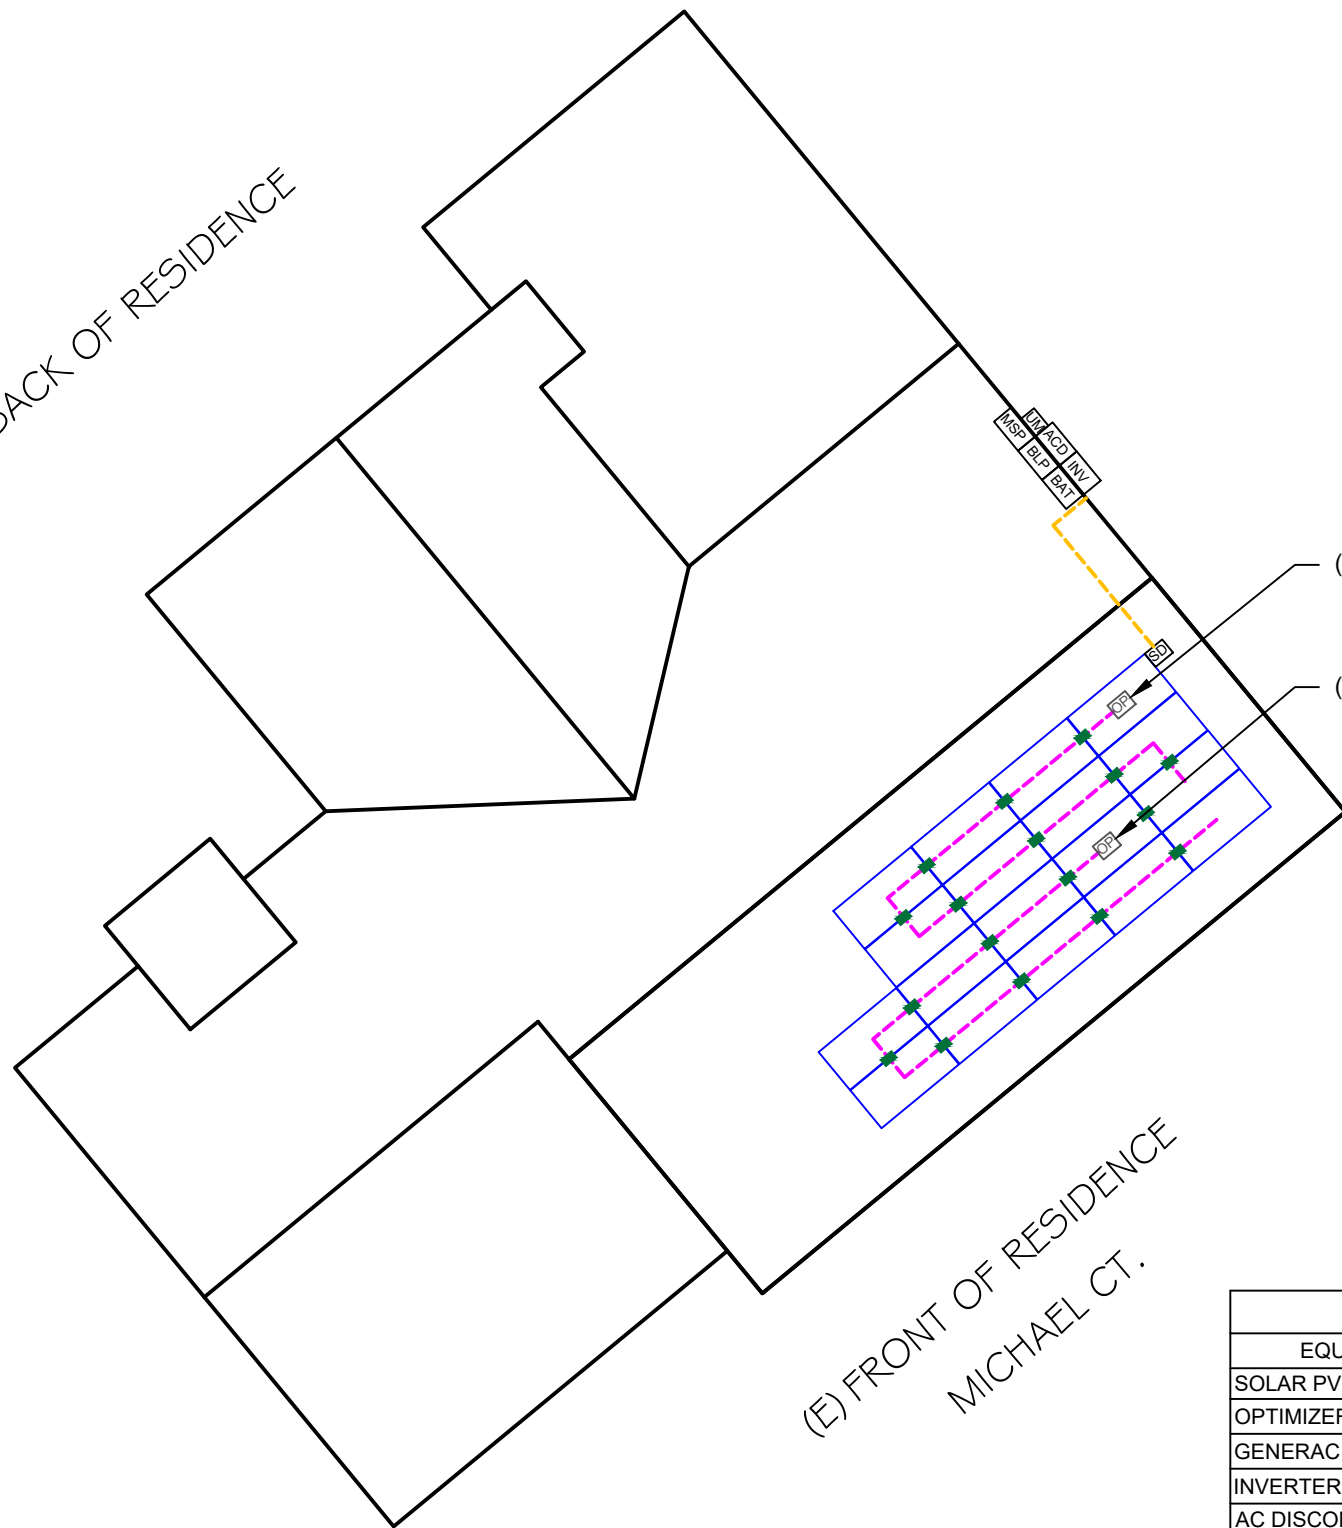 BACK OF RESIDENCE
UM
ACD
INV
MSP
BLP
BAT
(
SD
OP
(
OP
(E) FRONT OF RESIDENCE
MICHAEL CT.
EQU
SOLAR PV
OPTIMIZER
GENERAC
INVERTER
AC DISCO